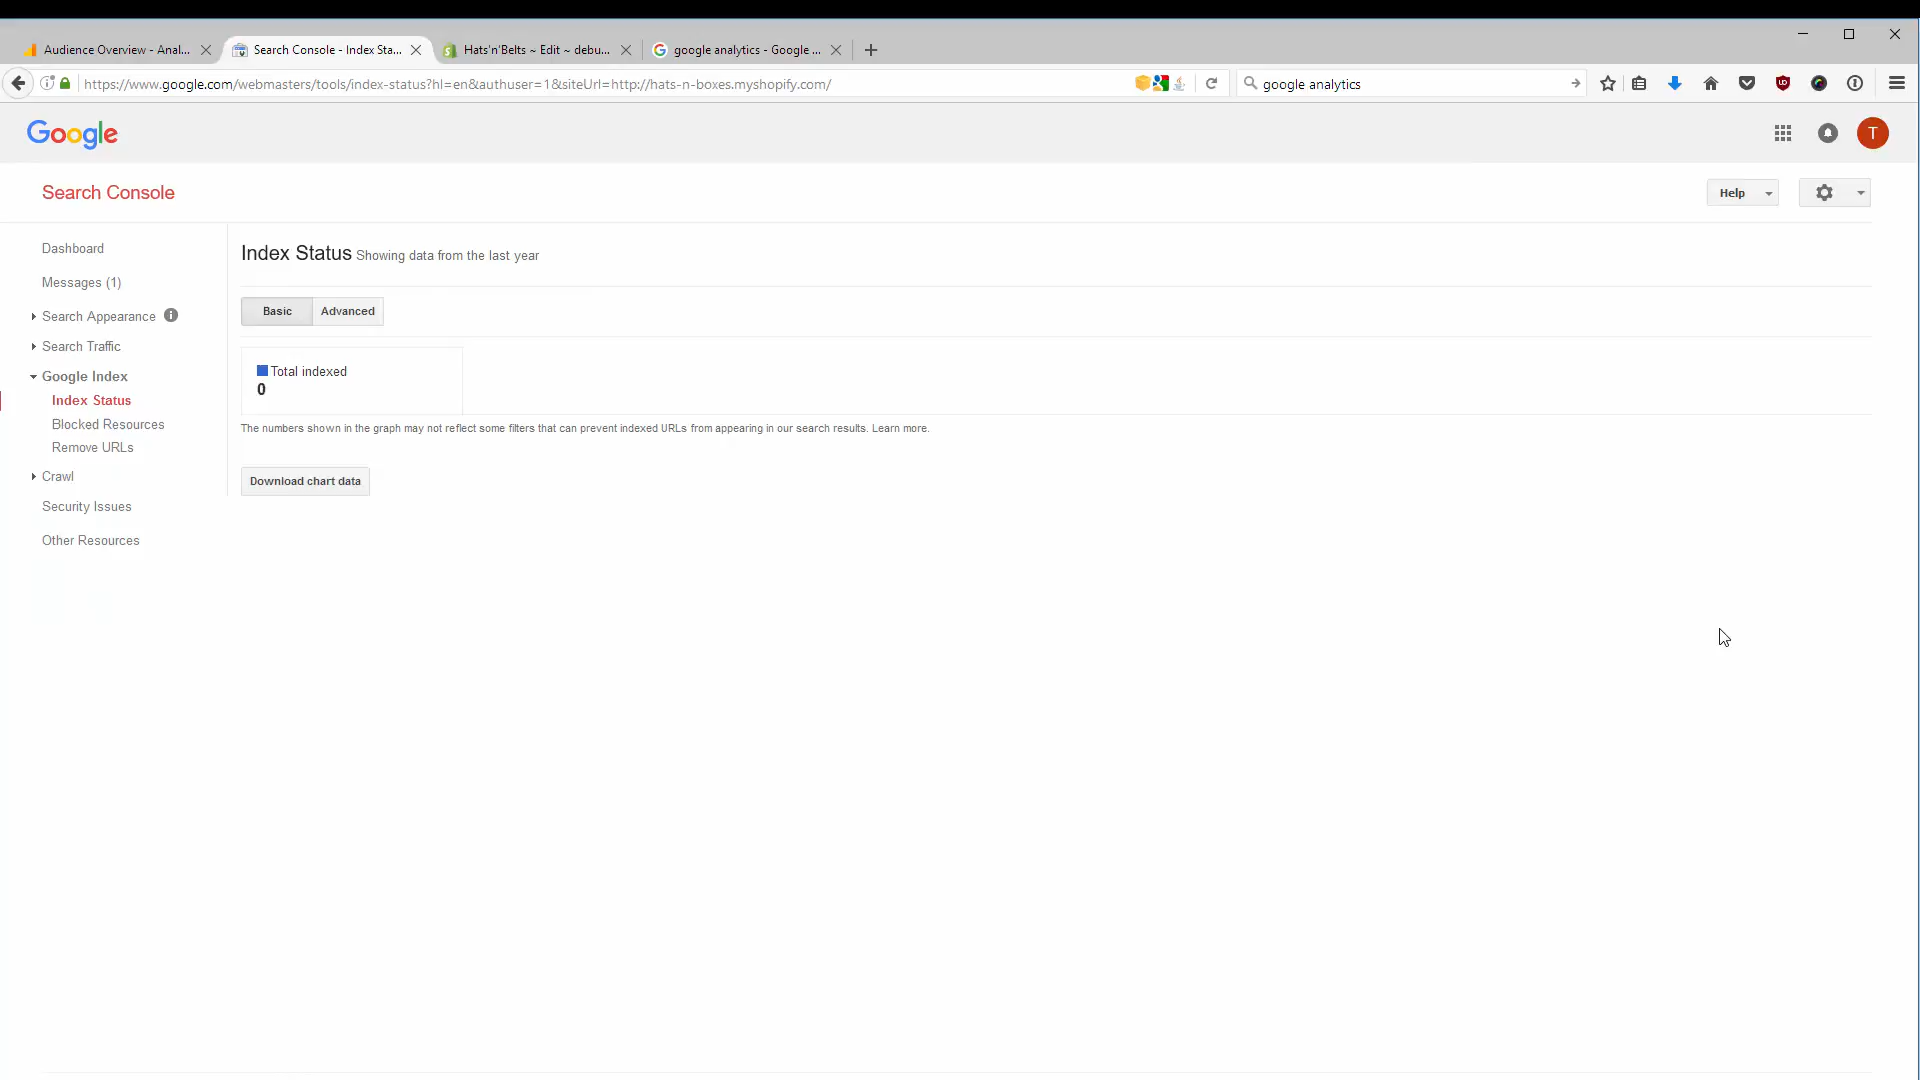 Audience Overview - Anal...
Search Console - Index Sta...
Hats'n'Belts ~ Edit ~ debu...
google analytics - Google ...
https://www.google.com/webmasters/tools/index-status?hl=en&authuser=1&siteUrl=http://hats-n-boxes.myshopify.com/
google analytics
Google
T
Search Console
Help
Dashboard
Messages (1)
Search Appearance
Search Traffic
Google Index
Index Status
Blocked Resources
Remove URLs
Crawl
Security Issues
Other Resources
Index Status Showing data from the last year
Basic
Advanced
Total indexed
0
The numbers shown in the graph may not reflect some filters that can prevent indexed URLs from appearing in our search results. Learn more.
Download chart data